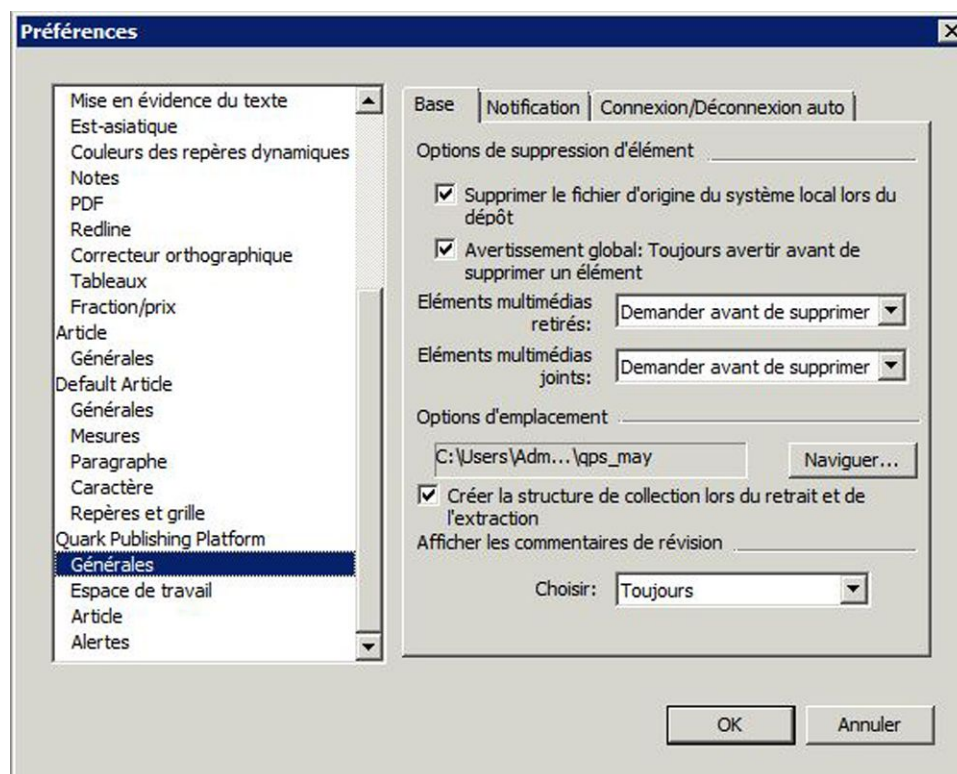 Préférences
Mise en évidence du texte
Est-asiatique
Couleurs des repères dynamiques
Notes
PDF
Redline
Correcteur orthographique
Tableaux
Fraction/prix
Article
Générales
Default Article
Générales
Mesures
Paragraphe
Caractère
Repères et grille
Quark Publishing Platform
Générales
Espace de travail
Article
Alertes
Base
Notification
Connexion/Déconnexion auto
Options de suppression d'élément
Supprimer le fichier d'origine du système local lors du
dépôt
Avertissement global: Toujours avertir avant de
supprimer un élément
Eléments multimédias
retirés:
Demander avant de supprimer
Eléments multimédias
joints:
Demander avant de supprimer
Options d'emplacement
C:\Users\Adm...\qps_may
Naviguer...
Créer la structure de collection lors du retrait et de
l'extraction
Afficher les commentaires de révision
Choisir:
Toujours
OK
Annuler